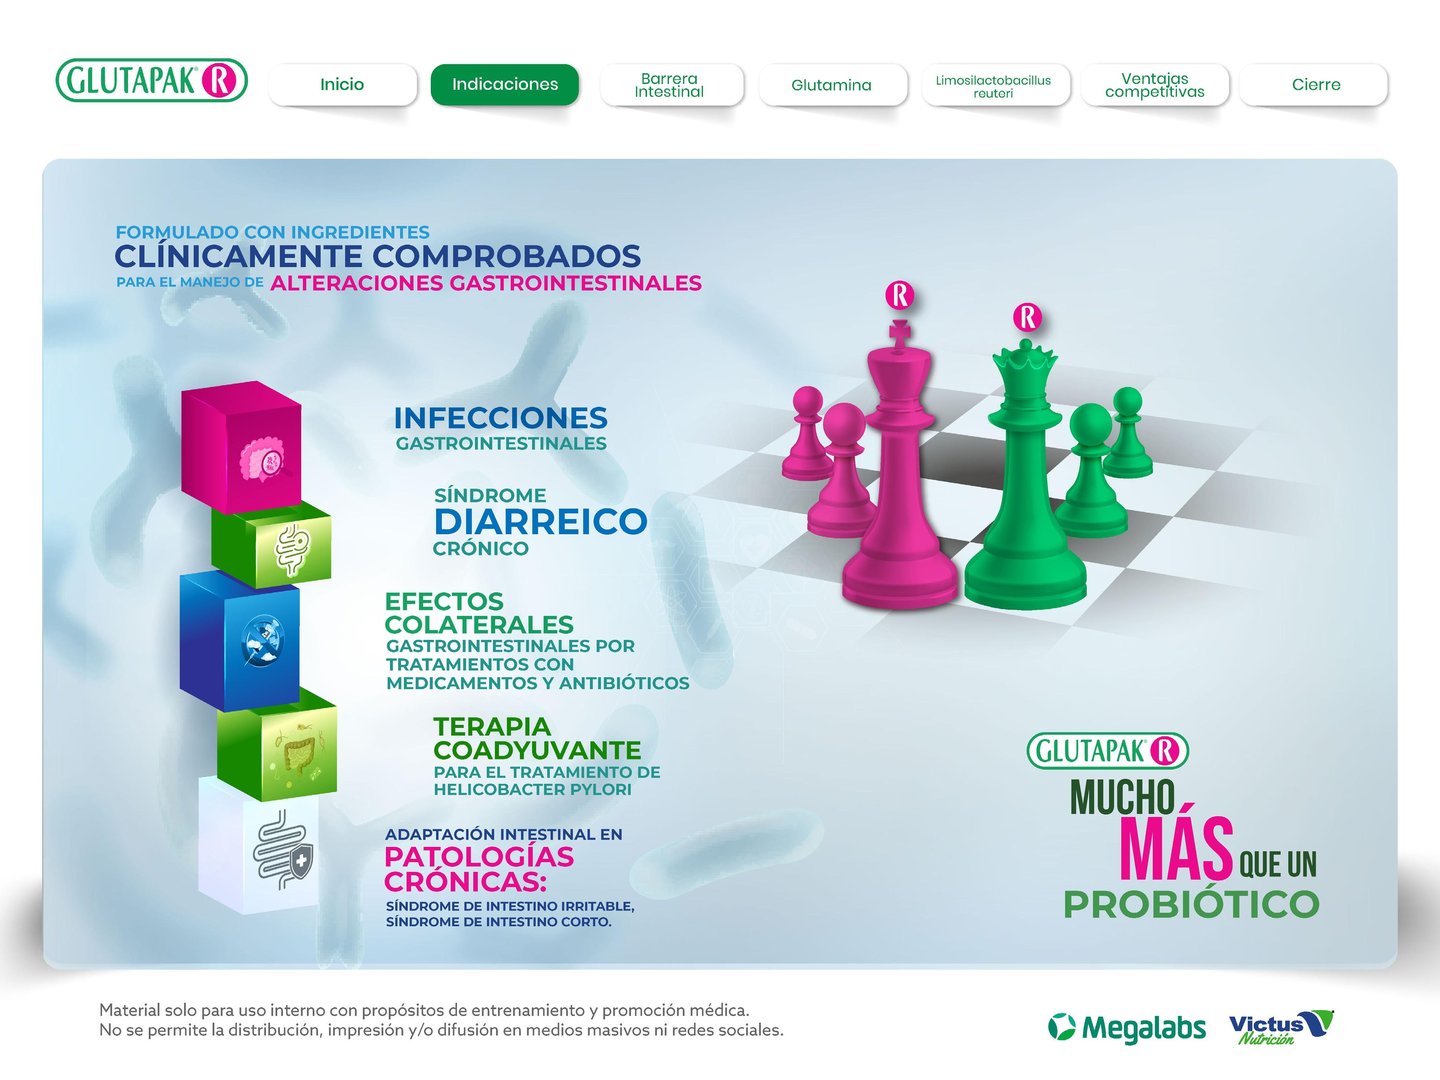 GLUTAPAK® R
Inicio
Indicaciones
Barrera
Intestinal
Glutamina
Limosilactobacillus
reuteri
Ventajas
competitivas
Cierre
FORMULADO CON INGREDIENTES
CLÍNICAMENTE COMPROBADOS
PARA EL MANEJO DE ALTERACIONES GASTROINTESTINALES
R
R
INFECCIONES
GASTROINTESTINALES
SÍNDROME
DIARREICO
CRÓNICO
EFECTOS
COLATERALES
GASTROINTESTINALES POR
TRATAMIENTOS CON
MEDICAMENTOS Y ANTIBIÓTICOS
TERAPIA
COADYUVANTE
PARA EL TRATAMIENTO DE
HELICOBACTER PYLORI
ADAPTACIÓN INTESTINAL EN
PATOLOGÍAS
CRÓNICAS:
SÍNDROME DE INTESTINO IRRITABLE,
SÍNDROME DE INTESTINO CORTO.
GLUTAPAK® R
MUCHO
MÁS QUE UN
PROBIÓTICO
Material solo para uso interno con propósitos de entrenamiento y promoción médica.
No se permite la distribución, impresión y/o difusión en medios masivos ni redes sociales.
Megalabs
Victus
Nutrición